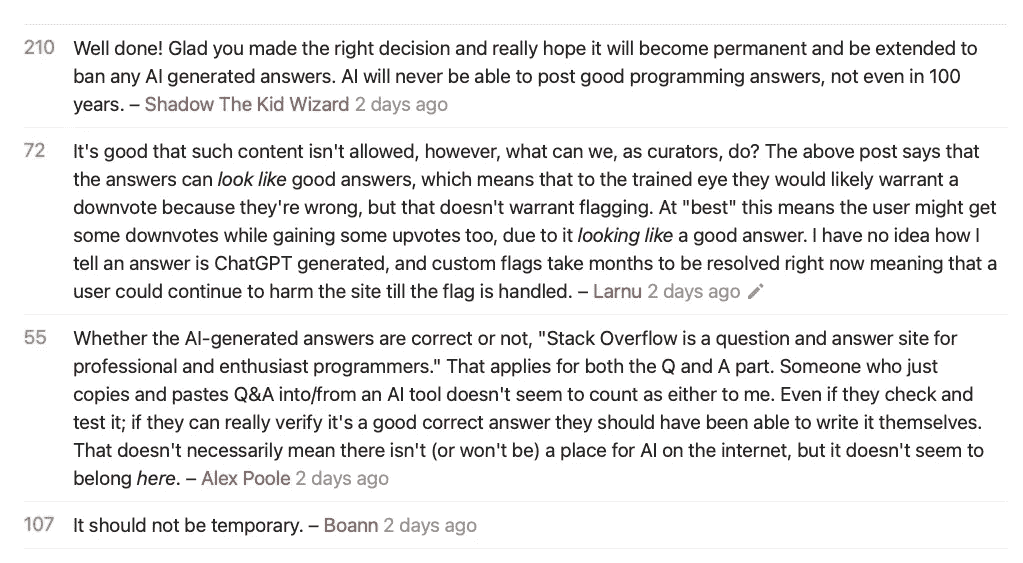 210 Well done! Glad you made the right decision and really hope it will become permanent and be extended to
ban any AI generated answers. AI will never be able to post good programming answers, not even in 100
years. – Shadow The Kid Wizard 2 days ago
72 It's good that such content isn't allowed, however, what can we, as curators, do? The above post says that
the answers can look like good answers, which means that to the trained eye they would likely warrant a
downvote because they're wrong, but that doesn't warrant flagging. At "best" this means the user might get
some downvotes while gaining some upvotes too, due to it looking like a good answer. I have no idea how I
tell an answer is ChatGPT generated, and custom flags take months to be resolved right now meaning that a
user could continue to harm the site till the flag is handled. – Larnu 2 days ago
55 Whether the AI-generated answers are correct or not, "Stack Overflow is a question and answer site for
professional and enthusiast programmers." That applies for both the Q and A part. Someone who just
copies and pastes Q&A into/from an AI tool doesn't seem to count as either to me. Even if they check and
test it; if they can really verify it's a good correct answer they should have been able to write it themselves.
That doesn't necessarily mean there isn't (or won't be) a place for AI on the internet, but it doesn't seem to
belong here. – Alex Poole 2 days ago
107 It should not be temporary. – Boann 2 days ago